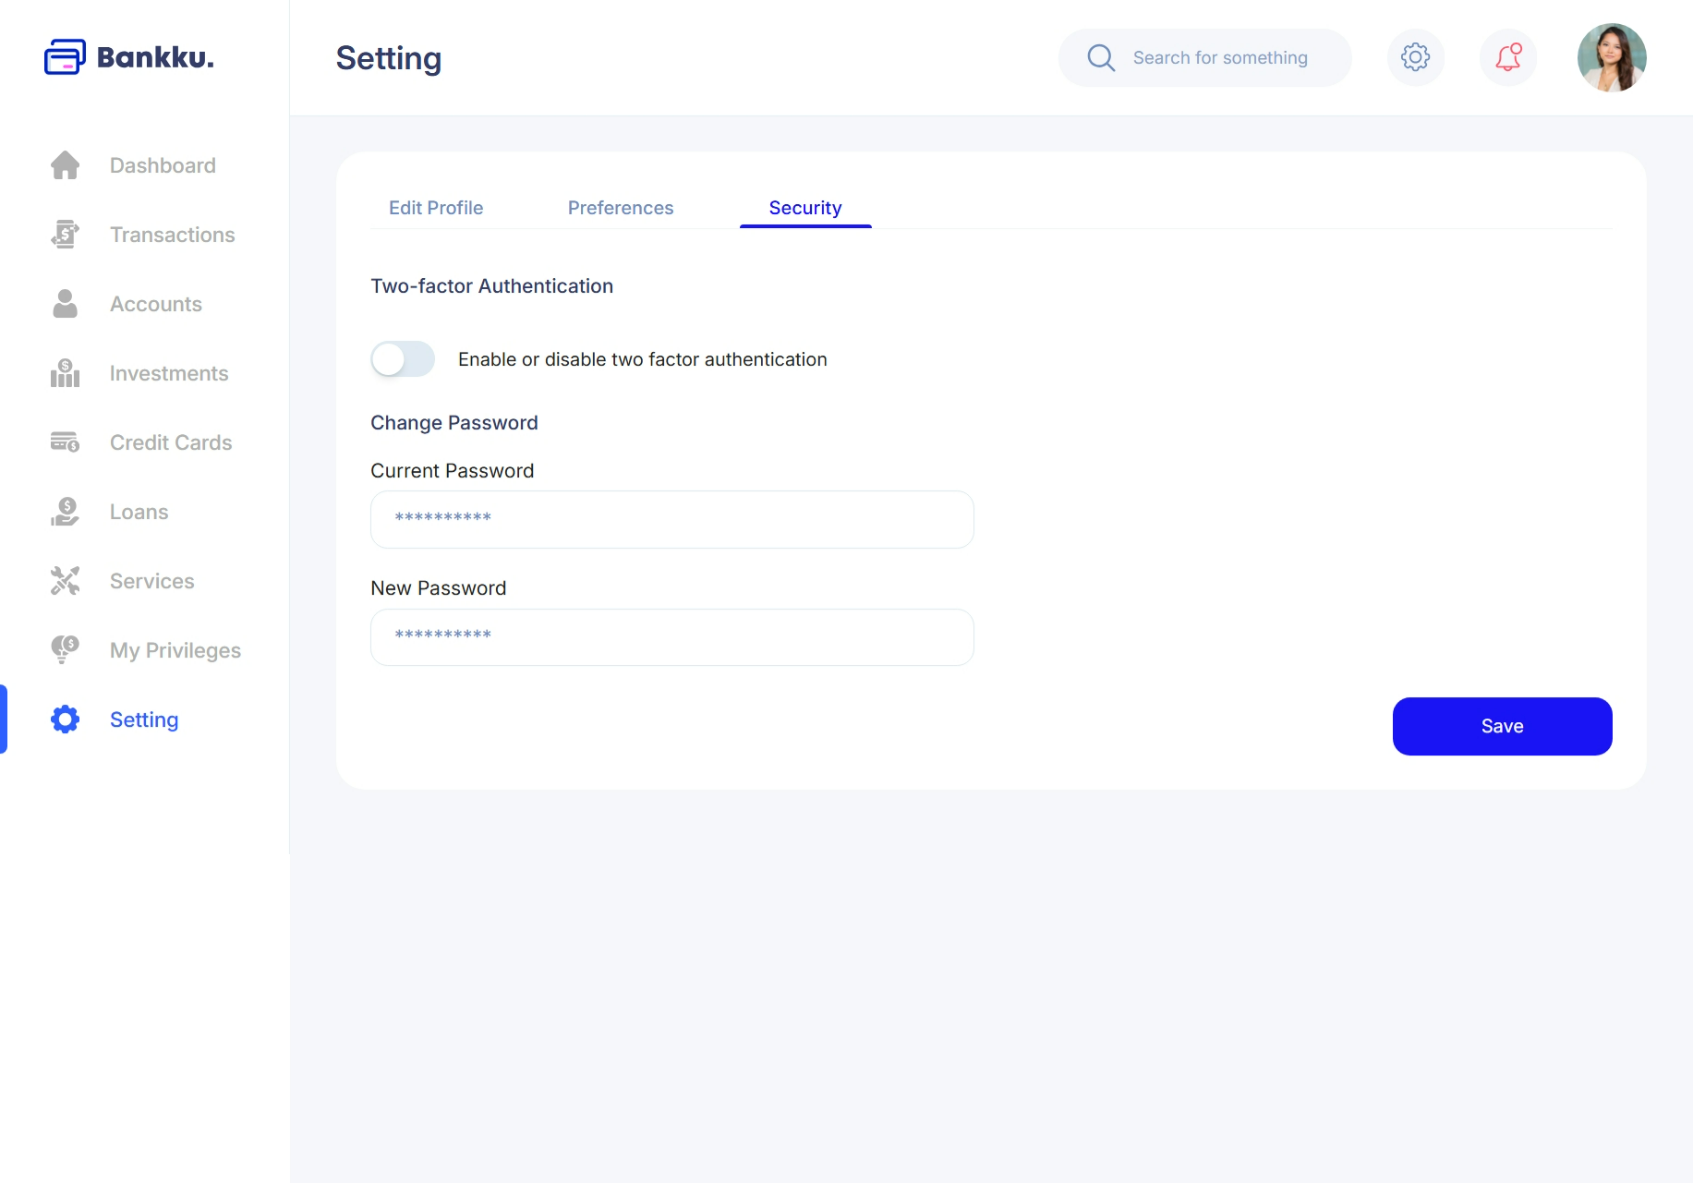 Bankku.
Setting
Search for something
Dashboard
Transactions
Accounts
Investments
Credit Cards
Loans
Services
My Privileges
Setting
Edit Profile
Preferences
Security
Two-factor Authentication
Enable or disable two factor authentication
Change Password
Current Password
**********
New Password
**********
Save